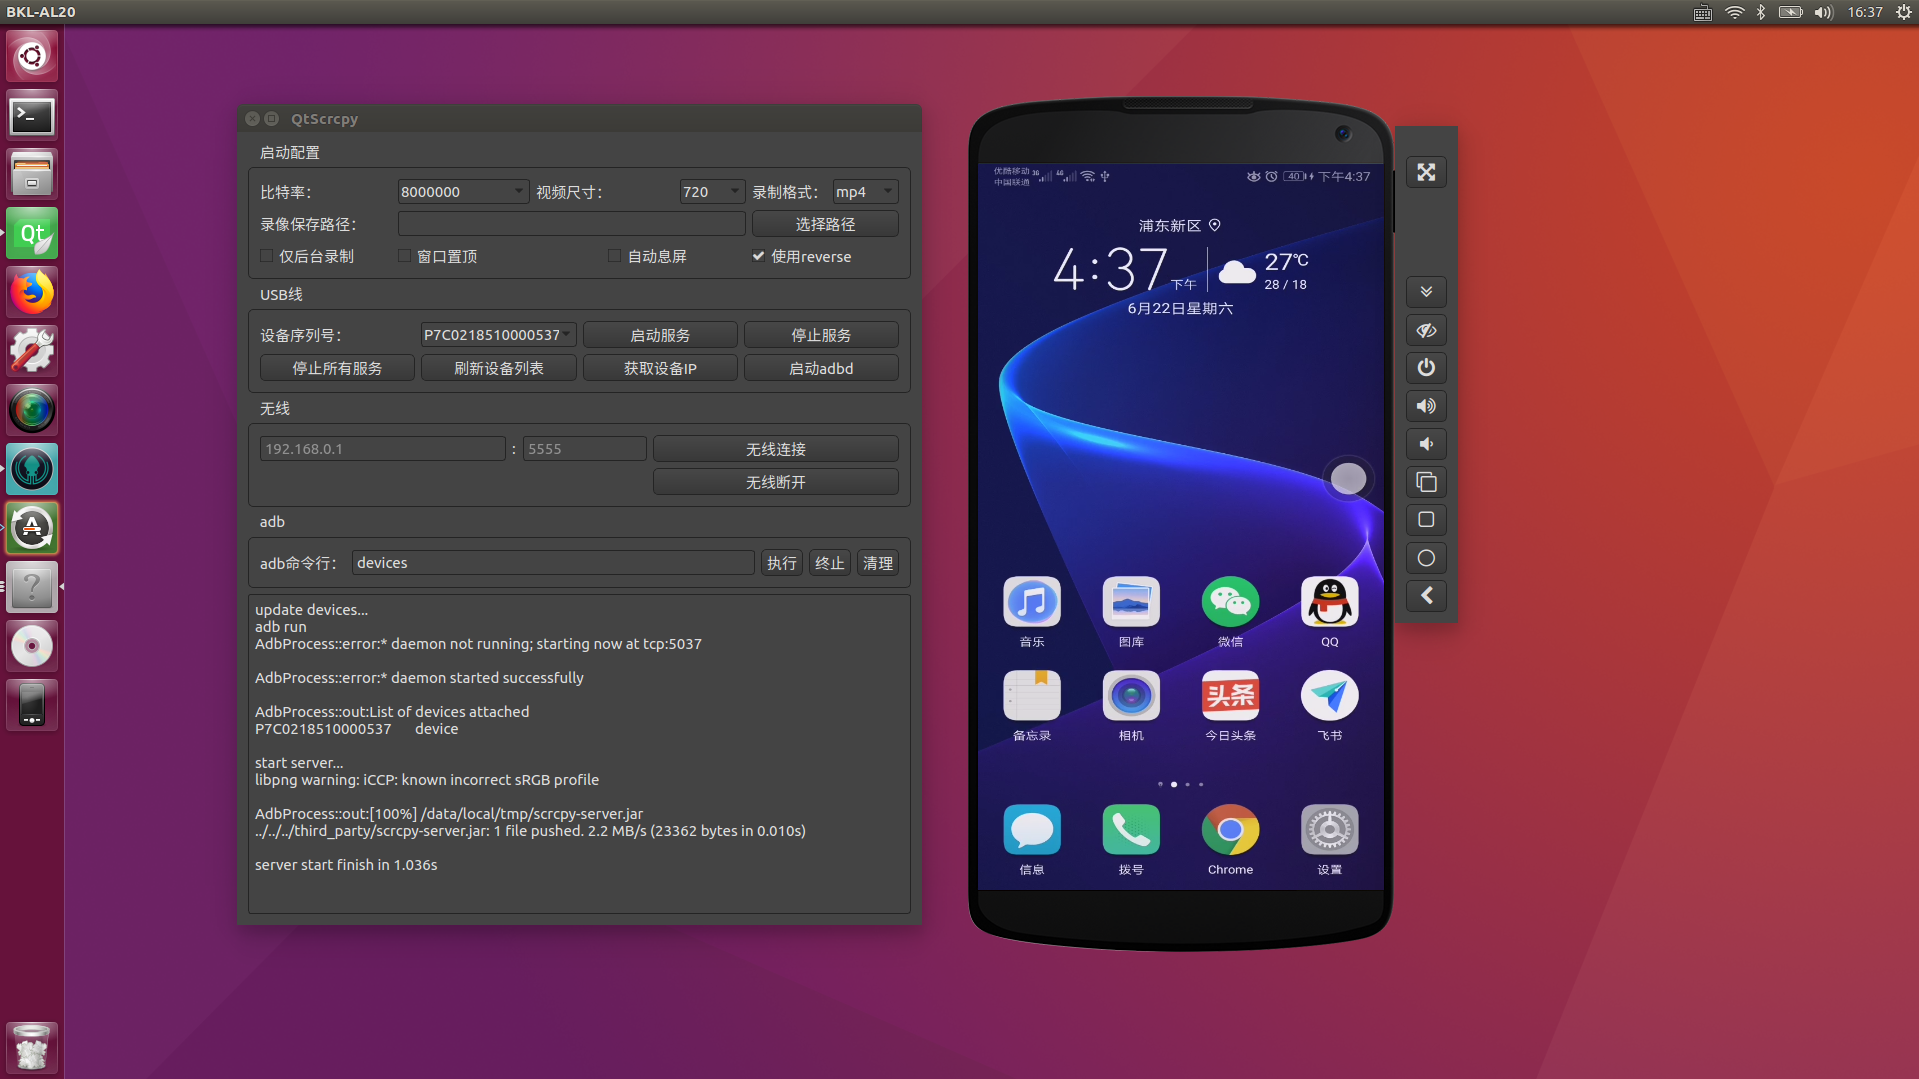 BKL-AL20
16:37
QtScrcpy
启动配置
比特率：
8000000
视频尺寸：
720
录制格式：
mp4
录像保存路径：
选择路径
仅后台录制
窗口置顶
自动息屏
使用reverse
USB线
设备序列号：
P7C0218510000537
启动服务
停止服务
停止所有服务
刷新设备列表
获取设备IP
启动adbd
无线
192.168.0.1
:
5555
无线连接
无线断开
adb
adb命令行：
devices
执行
终止
清理
update devices...
adb run
AdbProcess::error:* daemon not running; starting now at tcp:5037
AdbProcess::error:* daemon started successfully
AdbProcess::out:List of devices attached
P7C0218510000537 device
start server...
libpng warning: iCCP: known incorrect sRGB profile
AdbProcess::out:[100%] /data/local/tmp/scrcpy-server.jar
../../../third_party/scrcpy-server.jar: 1 file pushed. 2.2 MB/s (23362 bytes in 0.010s)
server start finish in 1.036s
Qt
优酷移动
中国联通
40
下午4:37
浦东新区
4:37
下午
27℃
28 / 18
6月22日星期六
音乐
图库
微信
QQ
头条
备忘录
相机
今日头条
飞书
信息
拨号
Chrome
设置